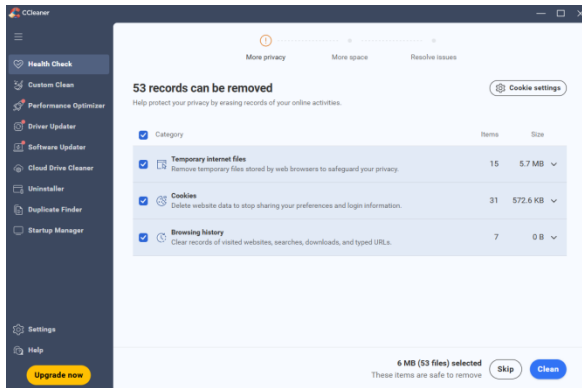 CCleaner
Health Check
Custom Clean
Performance Optimizer
Driver Updater
Software Updater
Cloud Drive Cleaner
Uninstaller
Duplicate Finder
Startup Manager
Settings
Help
Upgrade now
More privacy More space Resolve issues
53 records can be removed
Help protect your privacy by erasing records of your online activities.
Cookie settings
Category Items Size
Temporary internet files
Remove temporary files stored by web browsers to safeguard your privacy.
15 5.7 MB
Cookies
Delete website data to stop sharing your preferences and login information.
31 572.6 KB
Browsing history
Clear records of visited websites, searches, downloads, and typed URLs.
7 0 B
6 MB (53 files) selected
These items are safe to remove
Skip Clean